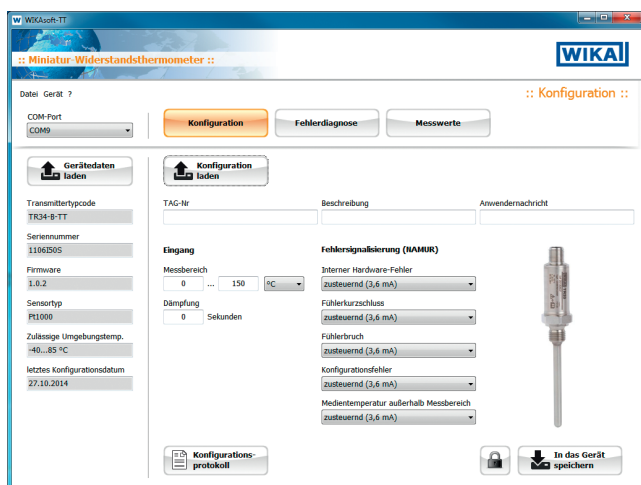 WIKAsoft-TT
:: Miniatur-Widerstandsthermometer ::
WIKA
Datei Gerät ?
:: Konfiguration ::
COM-Port
COM9
Konfiguration
Fehlerdiagnose
Messwerte
Gerätedaten
laden
Konfiguration
laden
Transmittertypcode
TR34-B-TT
Seriennummer
1106I50S
Firmware
1.0.2
Sensortyp
Pt1000
Zulässige Umgebungstemp.
-40...85 °C
letztes Konfigurationsdatum
27.10.2014
TAG-Nr
Beschreibung
Anwendernachricht
Eingang
Messbereich
0 ... 150 °C
Dämpfung
0 Sekunden
Fehlersignalisierung (NAMUR)
Interner Hardware-Fehler
zusteuernd (3,6 mA)
Fühlerkurzschluss
zusteuernd (3,6 mA)
Fühlerbruch
zusteuernd (3,6 mA)
Konfigurationsfehler
zusteuernd (3,6 mA)
Medientemperatur außerhalb Messbereich
zusteuernd (3,6 mA)
Konfigurations-
protokoll
In das Gerät
speichern